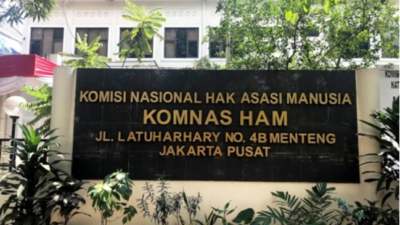 KOMISI NASIONAL HAK ASASI MANUSIA
KOMNAS HAM
JL. LATUHARHARY NO. 4B MENTENG
JAKARTA PUSAT